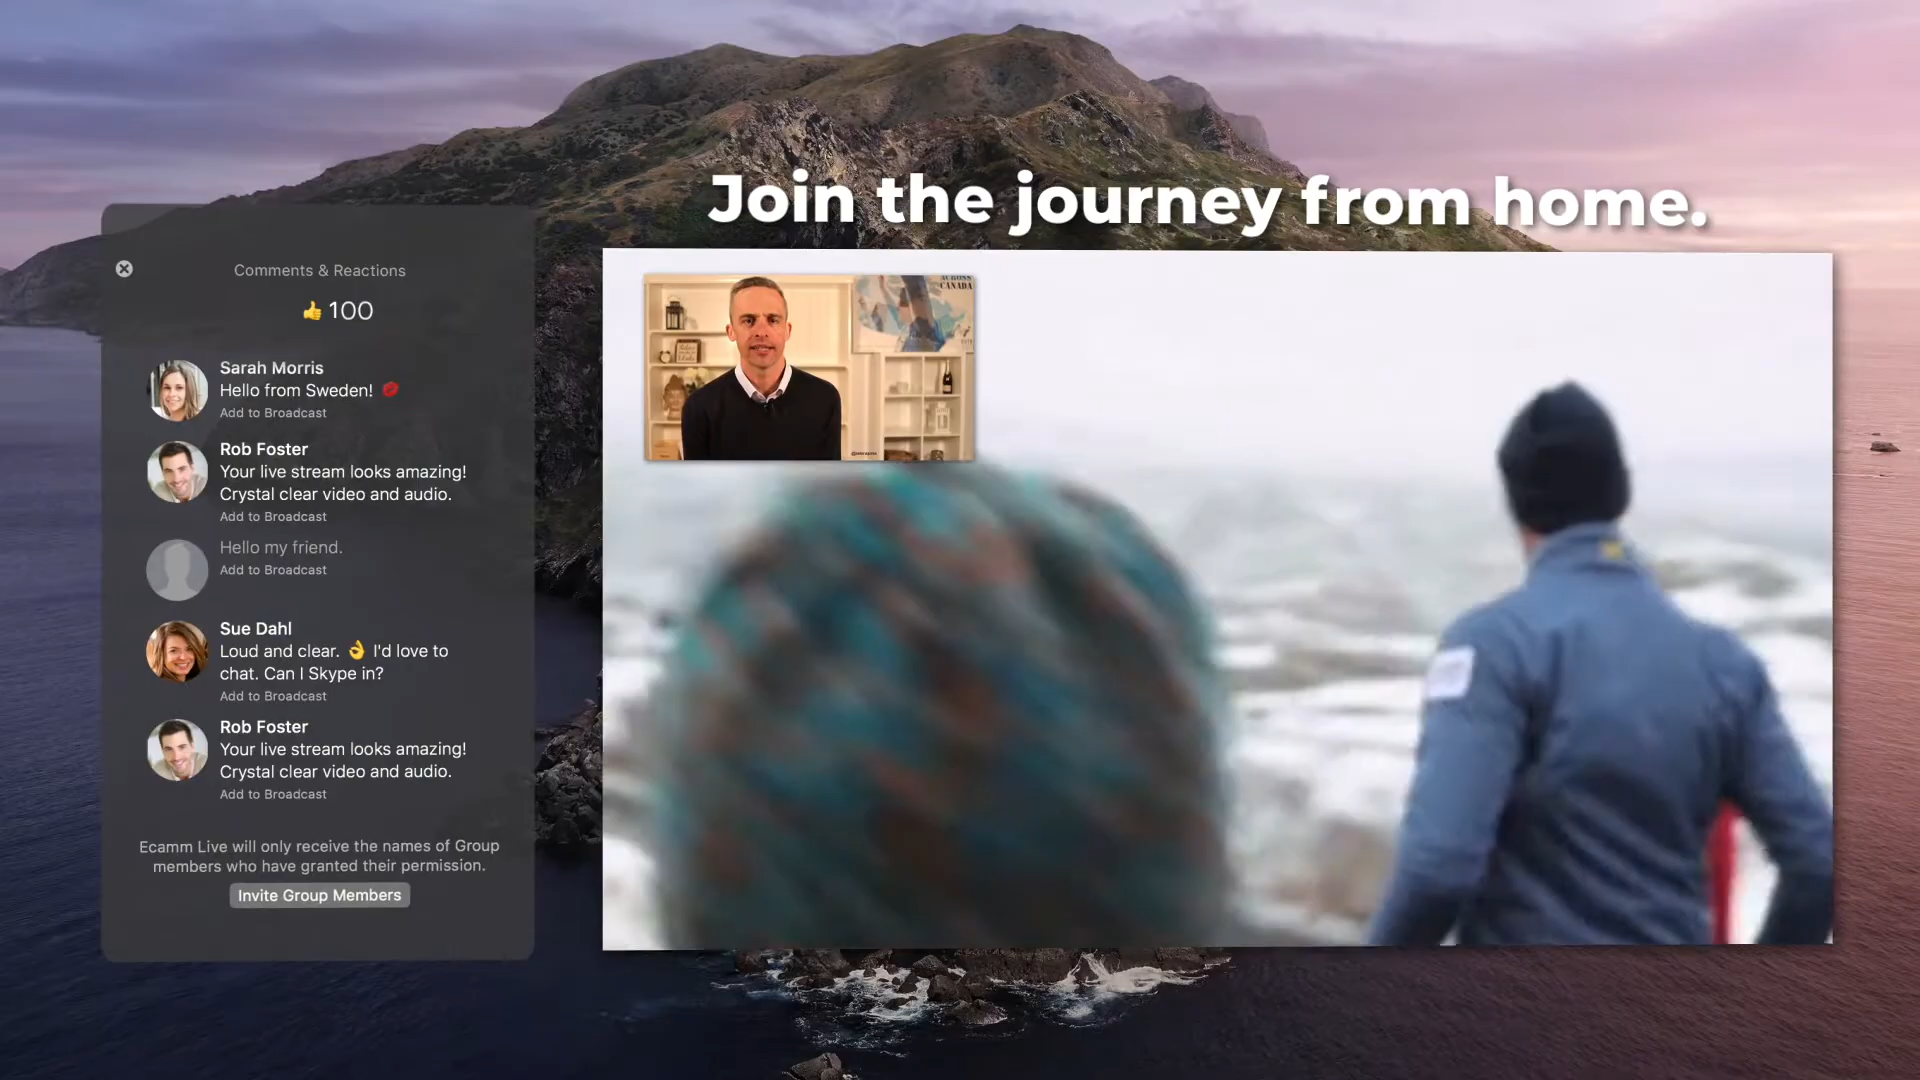 Join the journey from home.
Comments & Reactions
👍 100
Sarah Morris
Hello from Sweden! 💋
Add to Broadcast
Rob Foster
Your live stream looks amazing!
Crystal clear video and audio.
Add to Broadcast
Hello my friend.
Add to Broadcast
Sue Dahl
Loud and clear. 👌 I'd love to
chat. Can I Skype in?
Add to Broadcast
Rob Foster
Your live stream looks amazing!
Crystal clear video and audio.
Add to Broadcast
Ecamm Live will only receive the names of Group
members who have granted their permission.
Invite Group Members
ACROSS
CANADA